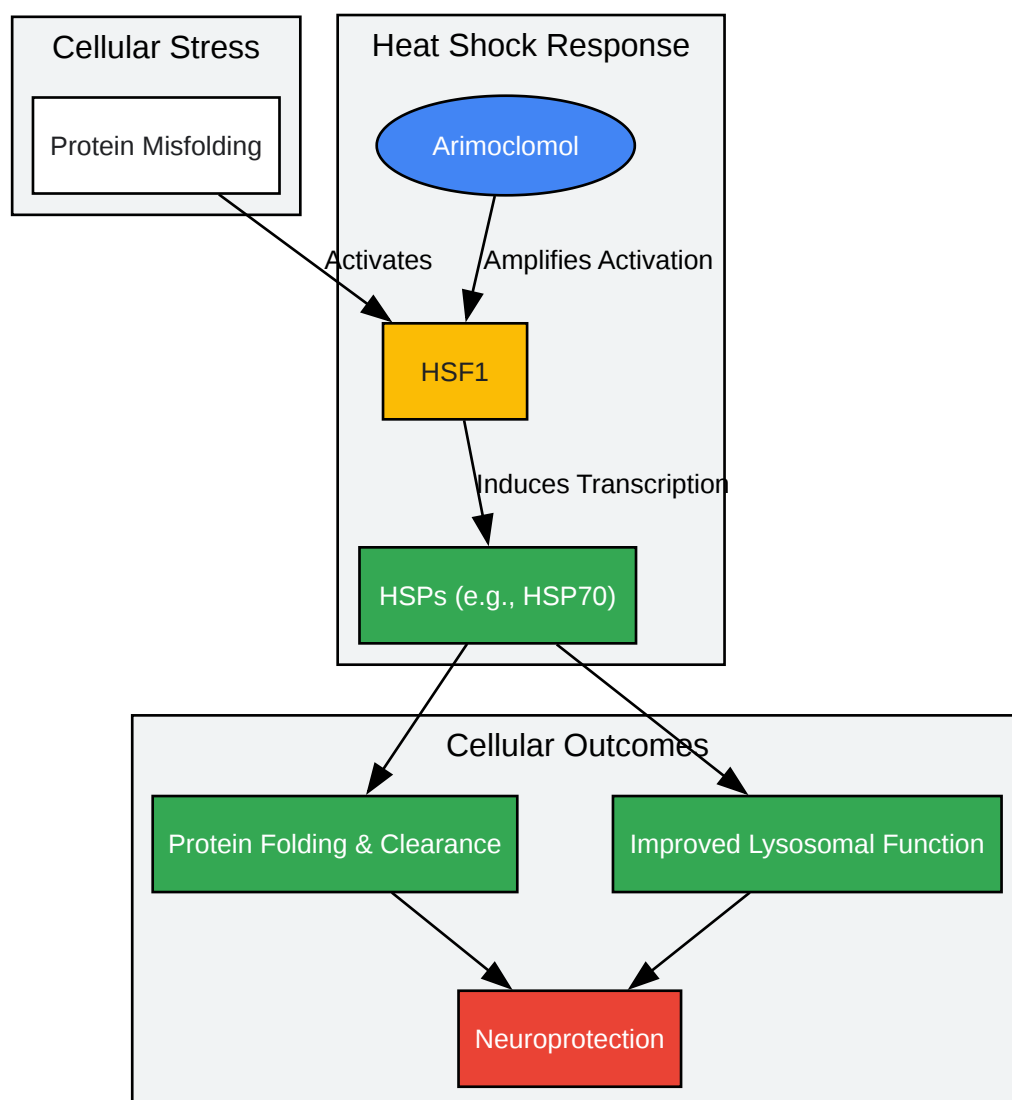 Cellular Stress
Heat Shock Response
Protein Misfolding
Arimoclomol
Activates
Amplifies Activation
HSF1
Induces Transcription
HSPs (e.g., HSP70)
Cellular Outcomes
Protein Folding & Clearance
Improved Lysosomal Function
Neuroprotection